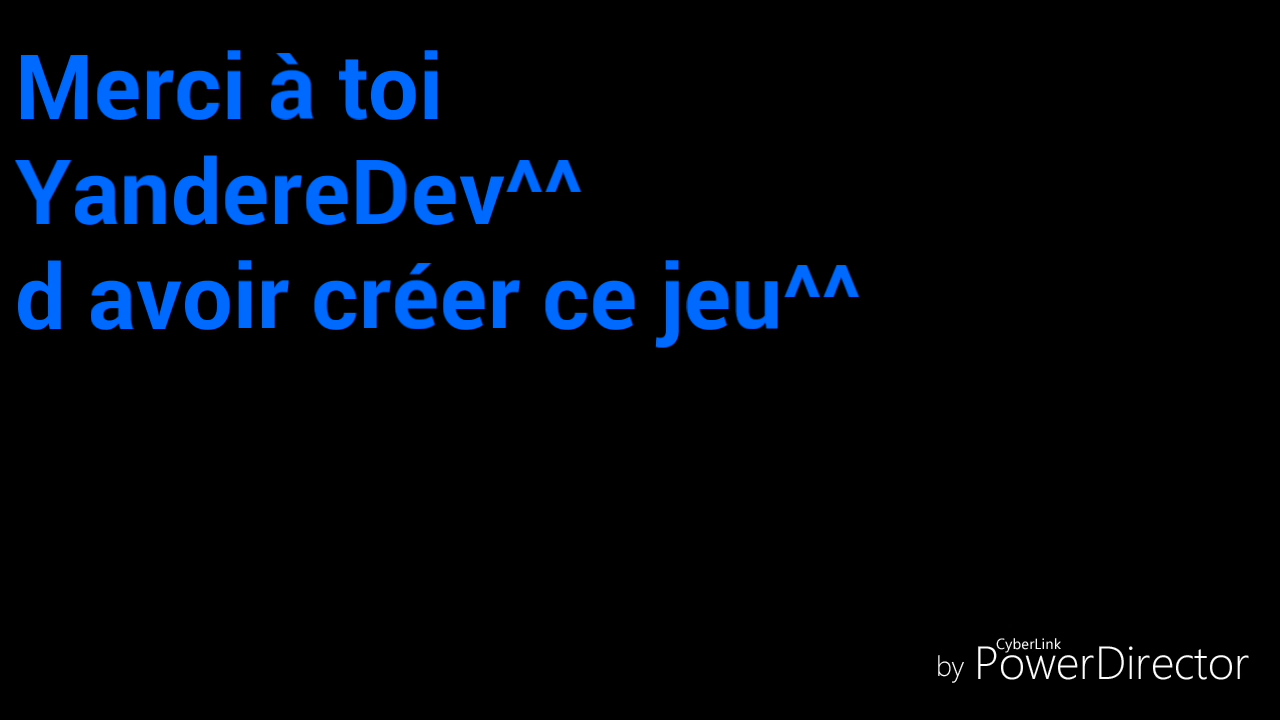 Merci à toi
YandereDev^^
d avoir créer ce jeu^^
CyberLink
by PowerDirector